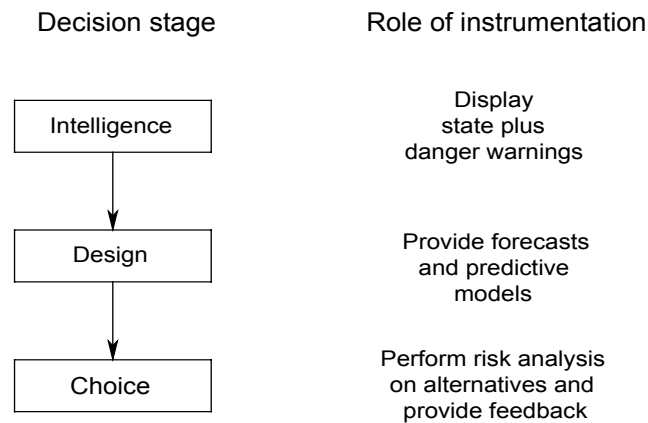 Decision stage
Role of instrumentation
Intelligence
Display
state plus
danger warnings
Design
Provide forecasts
and predictive
models
Choice
Perform risk analysis
on alternatives and
provide feedback